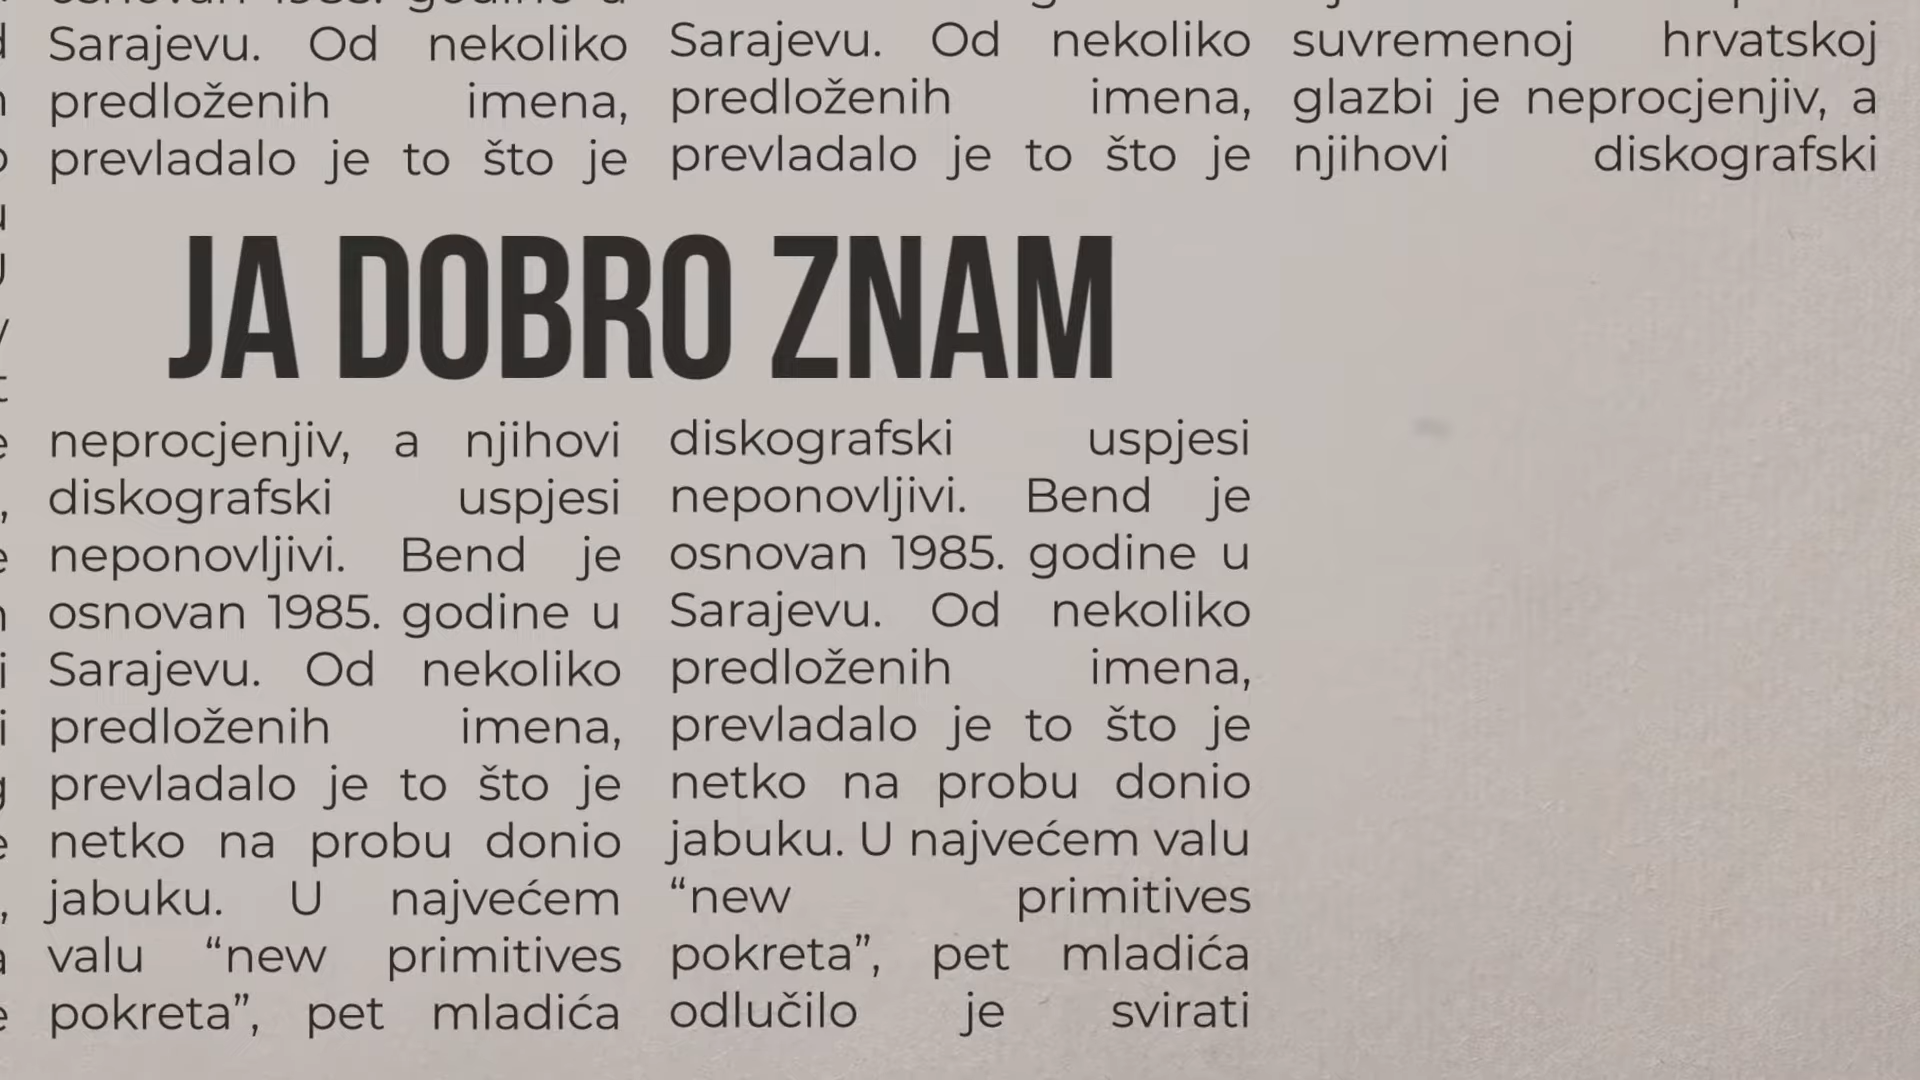 Sarajevu. Od nekoliko
predloženih imena,
prevladalo je to što je
Sarajevu. Od nekoliko
predloženih imena,
prevladalo je to što je
suvremenoj hrvatskoj
glazbi je neprocjenjiv, a
njihovi diskografski
JA DOBRO ZNAM
neprocjenjiv, a njihovi
diskografski uspjesi
neponovljivi. Bend je
osnovan 1985. godine u
Sarajevu. Od nekoliko
predloženih imena,
prevladalo je to što je
netko na probu donio
jabuku. U najvećem
valu “new primitives
pokreta”, pet mladića
diskografski uspjesi
neponovljivi. Bend je
osnovan 1985. godine u
Sarajevu. Od nekoliko
predloženih imena,
prevladalo je to što je
netko na probu donio
jabuku. U najvećem valu
“new primitives
pokreta”, pet mladića
odlučilo je svirati